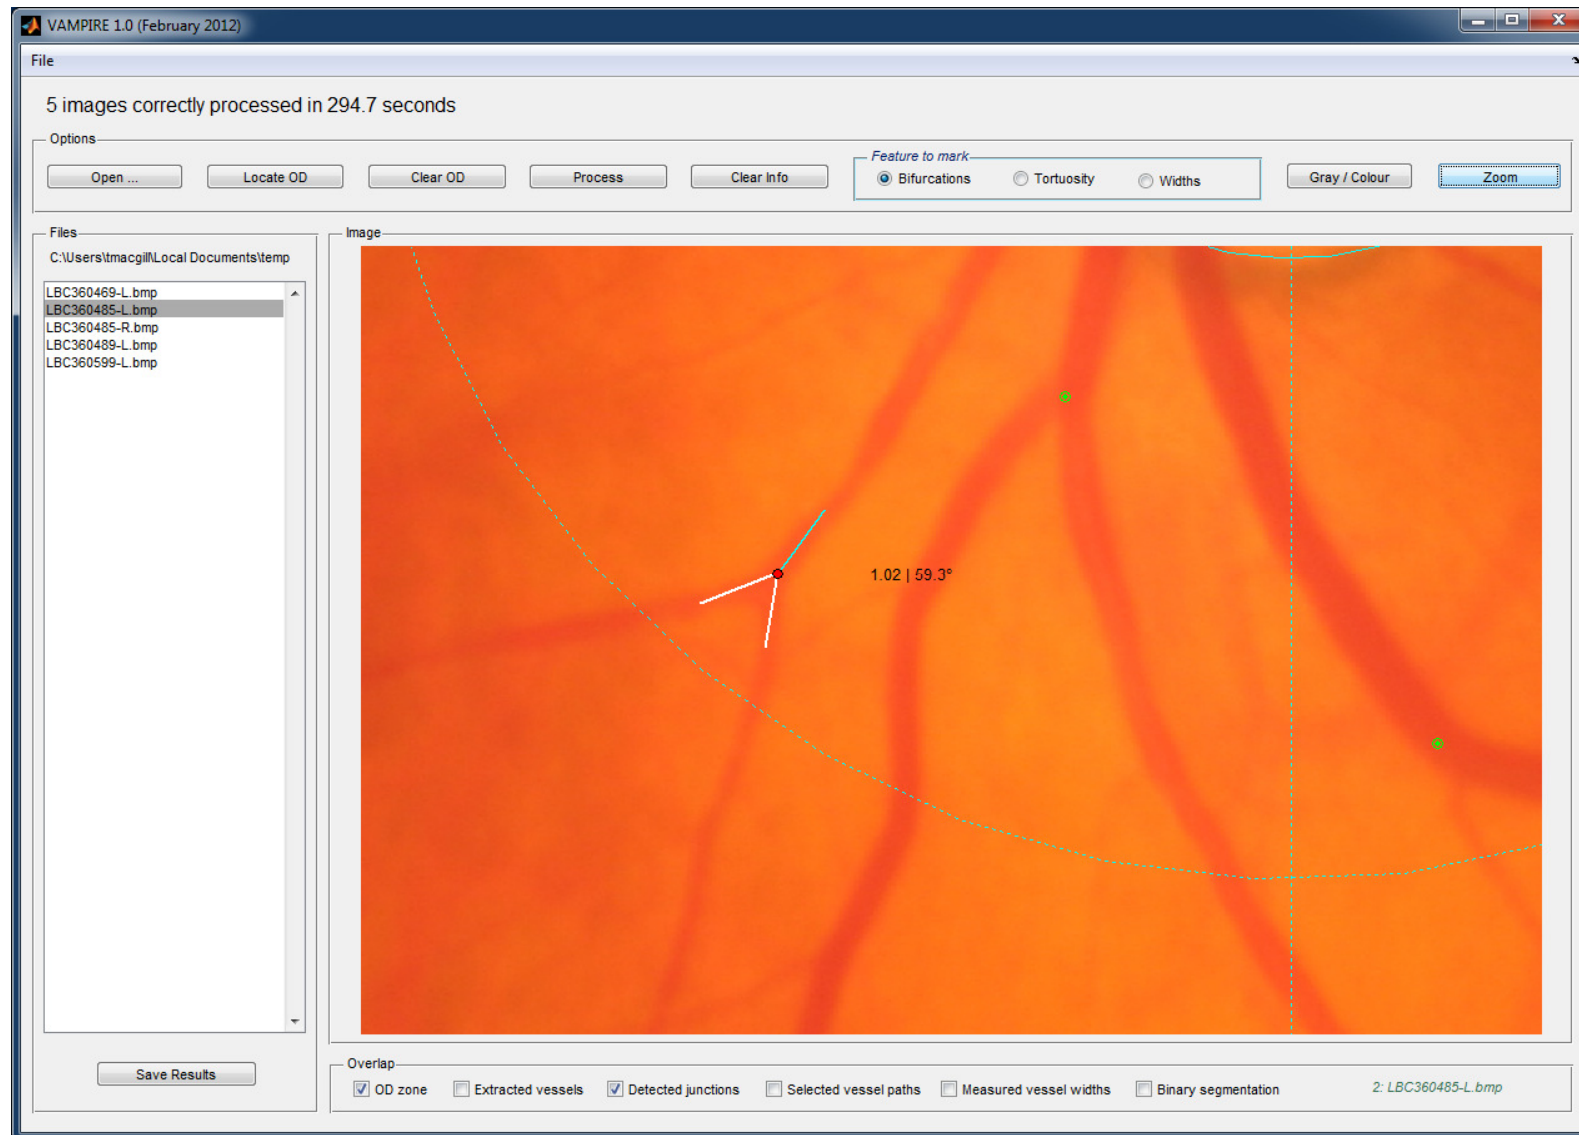 VAMPIRE 1.0 (February 2012)
File
5 images correctly processed in 294.7 seconds
Options
Open ...
Locate OD
Clear OD
Process
Clear Info
Feature to mark
Bifurcations
Tortuosity
Widths
Gray / Colour
Zoom
Files
C:\Users\tmacgill\Local Documents\temp
LBC360469-L.bmp
LBC360485-L.bmp
LBC360485-R.bmp
LBC360489-L.bmp
LBC360599-L.bmp
Save Results
Image
1.02 | 59.3°
Overlap
OD zone
Extracted vessels
Detected junctions
Selected vessel paths
Measured vessel widths
Binary segmentation
2: LBC360485-L.bmp